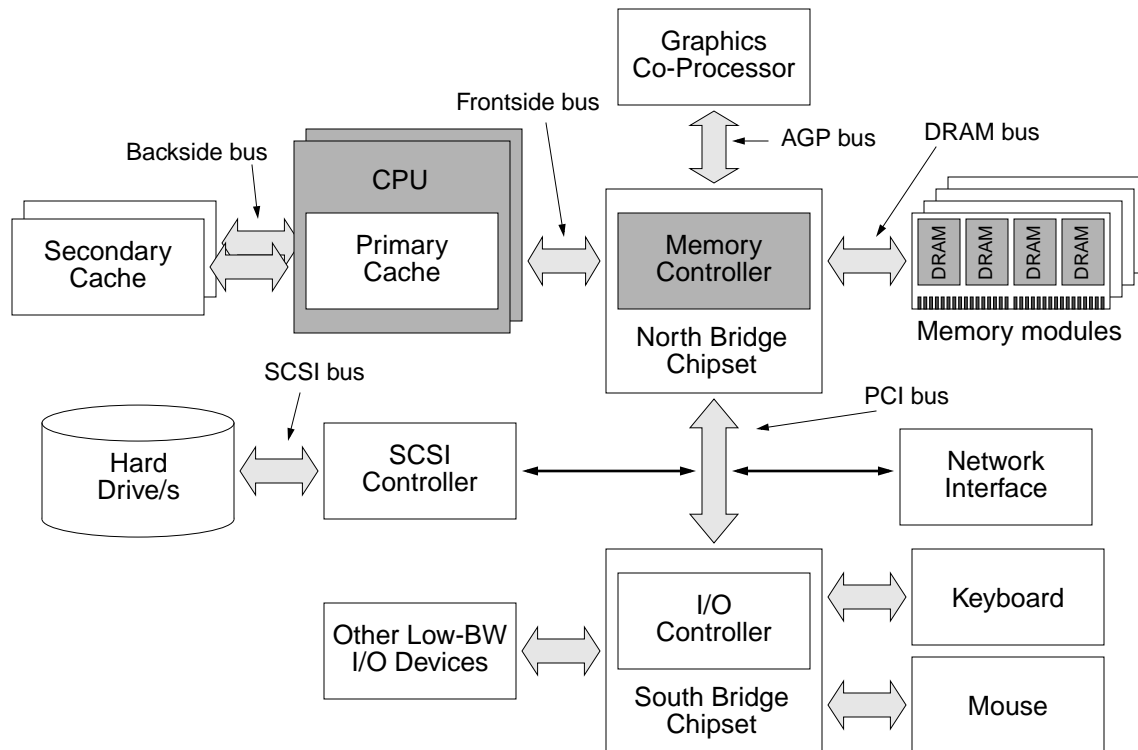 Graphics
Co-Processor
Frontside bus
AGP bus
DRAM bus
Backside bus
CPU
Secondary
Cache
Primary
Cache
Memory
Controller
North Bridge
Chipset
DRAM
DRAM
DRAM
DRAM
Memory modules
SCSI bus
PCI bus
Hard
Drive/s
SCSI
Controller
Network
Interface
I/O
Controller
South Bridge
Chipset
Other Low-BW
I/O Devices
Keyboard
Mouse